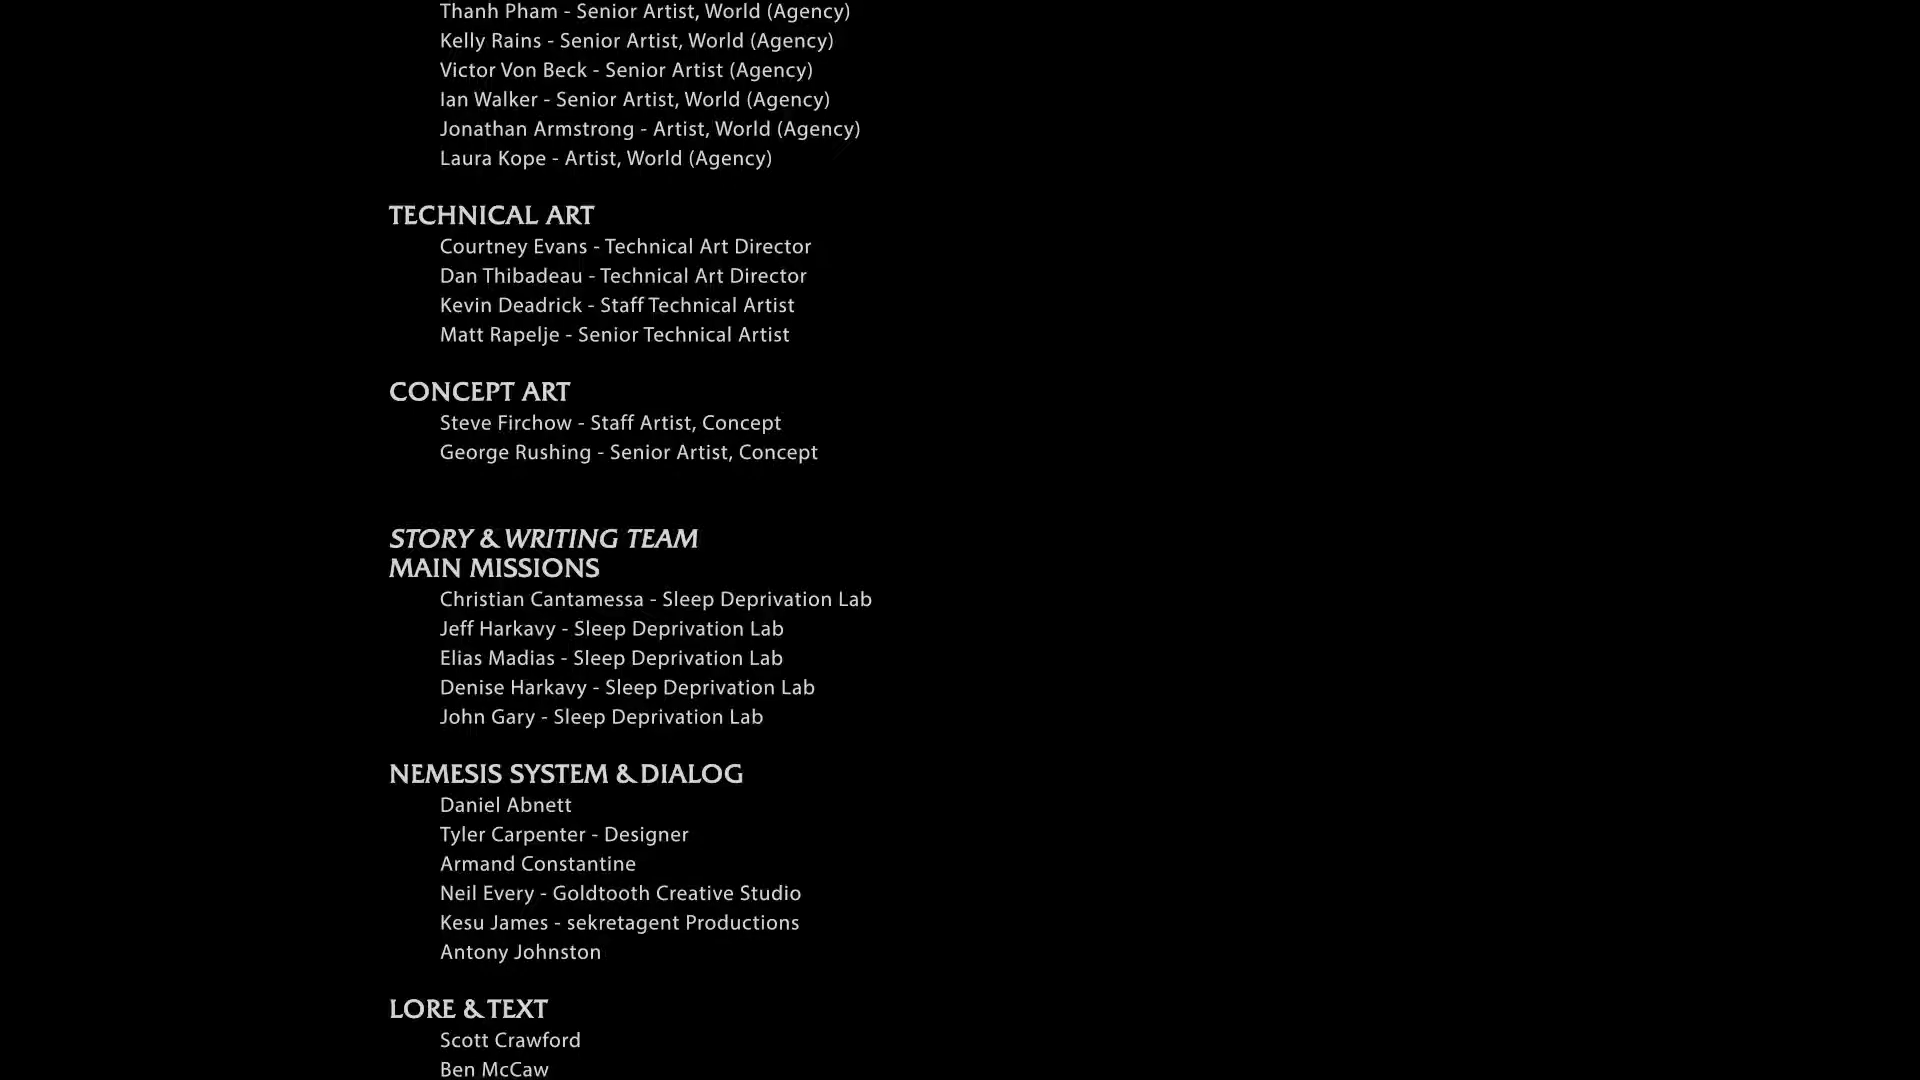 Thanh Pham - Senior Artist, World (Agency)
Kelly Rains - Senior Artist, World (Agency)
Victor Von Beck - Senior Artist (Agency)
Ian Walker - Senior Artist, World (Agency)
Jonathan Armstrong - Artist, World (Agency)
Laura Kope - Artist, World (Agency)
TECHNICAL ART
Courtney Evans - Technical Art Director
Dan Thibadeau - Technical Art Director
Kevin Deadrick - Staff Technical Artist
Matt Rapelje - Senior Technical Artist
CONCEPT ART
Steve Firchow - Staff Artist, Concept
George Rushing - Senior Artist, Concept
STORY & WRITING TEAM
MAIN MISSIONS
Christian Cantamessa - Sleep Deprivation Lab
Jeff Harkavy - Sleep Deprivation Lab
Elias Madias - Sleep Deprivation Lab
Denise Harkavy - Sleep Deprivation Lab
John Gary - Sleep Deprivation Lab
NEMESIS SYSTEM & DIALOG
Daniel Abnett
Tyler Carpenter - Designer
Armand Constantine
Neil Every - Goldtooth Creative Studio
Kesu James - sekretagent Productions
Antony Johnston
LORE & TEXT
Scott Crawford
Ben McCaw